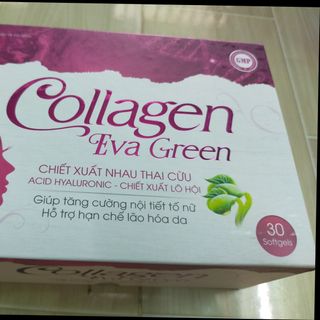 GMP
Collagen
Eva Green
CHIẾT XUẤT NHAU THAI CỪU
ACID HYALURONIC - CHIẾT XUẤT LÔ HỘI
Giúp tăng cường nội tiết tố nữ
Hỗ trợ hạn chế lão hóa da
30
Softgels
Collagen